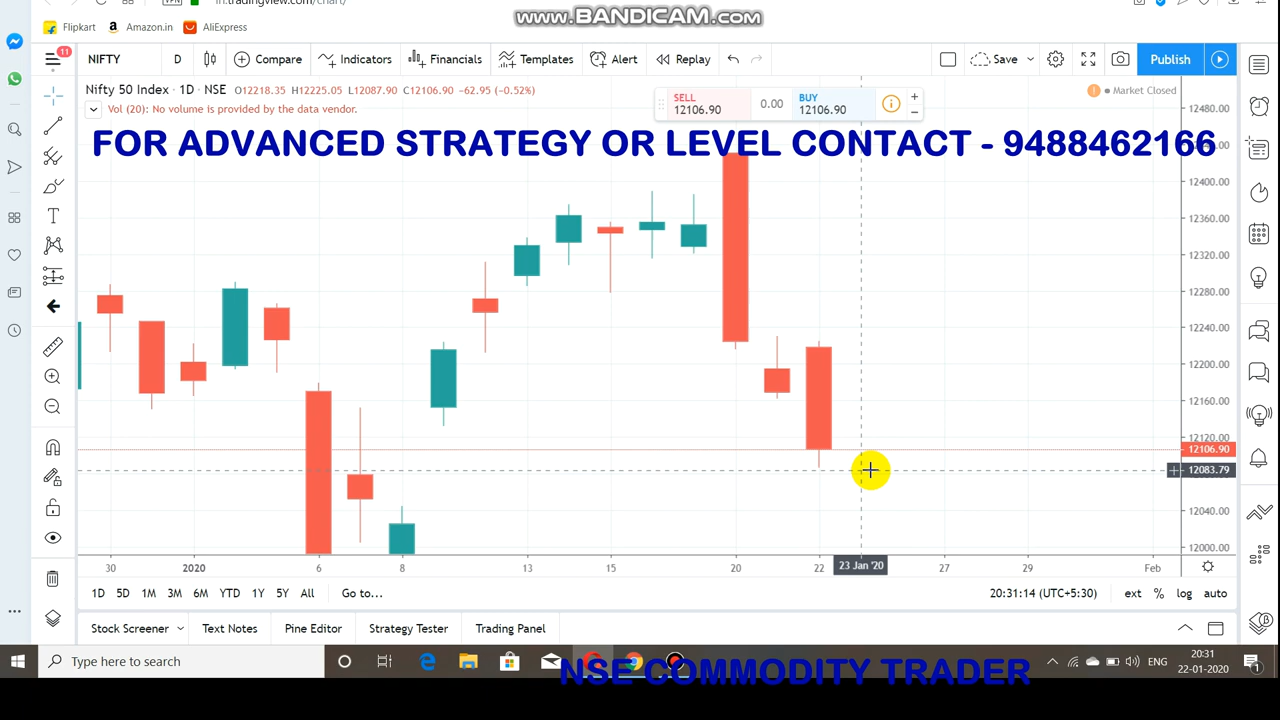 in.tradingview.com/chart/
www.BANDICAM.com
Flipkart
Amazon.in
AliExpress
11
NIFTY
D
Compare
Indicators
Financials
Templates
Alert
Replay
Save
Publish
Nifty 50 Index · 1D · NSE O12218.35 H12225.05 L12087.90 C12106.90 -62.95 (-0.52%)
Market Closed
Vol (20): No volume is provided by the data vendor.
SELL
12106.90
0.00
BUY
12106.90
FOR ADVANCED STRATEGY OR LEVEL CONTACT - 9488462166
12480.00
12400.00
12360.00
12320.00
12280.00
12240.00
12200.00
12160.00
12120.00
12106.90
12083.79
12040.00
12000.00
30
2020
6
8
13
15
20
22
23 Jan '20
27
29
Feb
1D 5D 1M 3M 6M YTD 1Y 5Y All Go to...
20:31:14 (UTC+5:30) ext % log auto
Stock Screener Text Notes Pine Editor Strategy Tester Trading Panel
Type here to search
NSE COMMODITY TRADER
ENG
20:31
22-01-2020
1